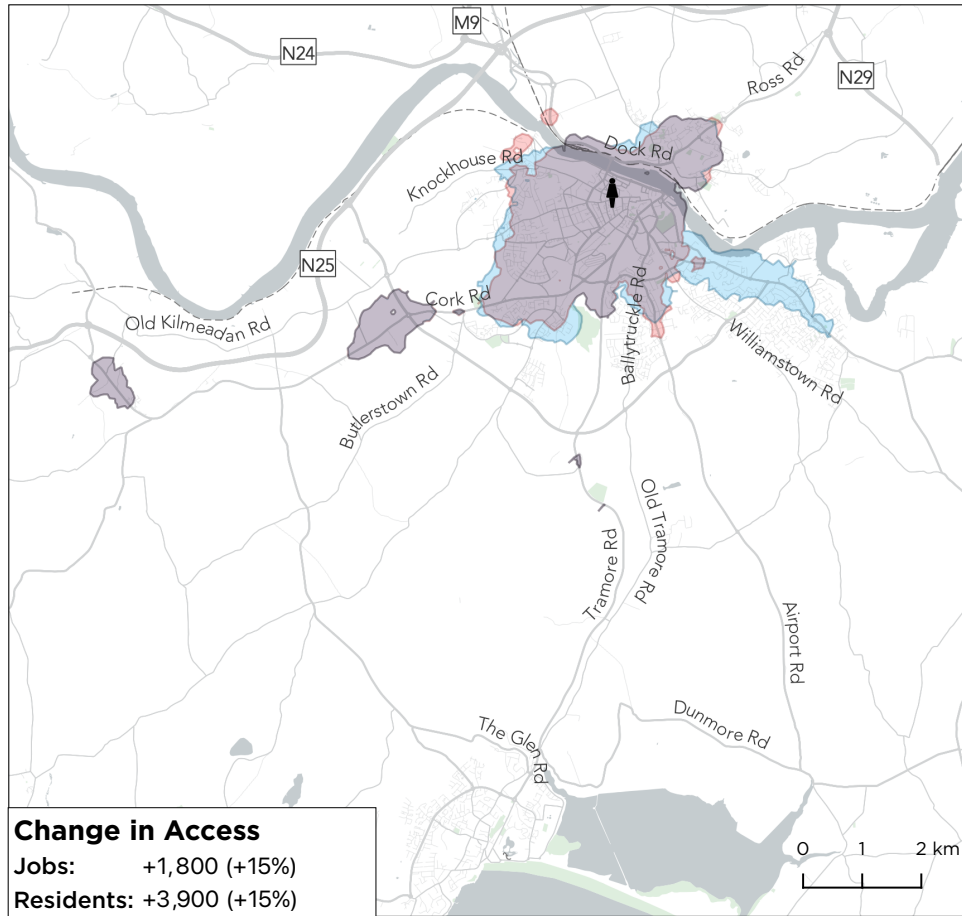 M9
N24
Ross Rd
N29
Dock Rd
Knockhouse Rd
N25
Cork Rd
Old Kilmeadan Rd
Ballytruckle Rd
Williamstown Rd
Butlerstown Rd
Old Tramore Rd
Tramore Rd
Airport Rd
Dunmore Rd
The Glen Rd
Change in Access
Jobs: +1,800 (+15%)
Residents: +3,900 (+15%)
0 1 2 km